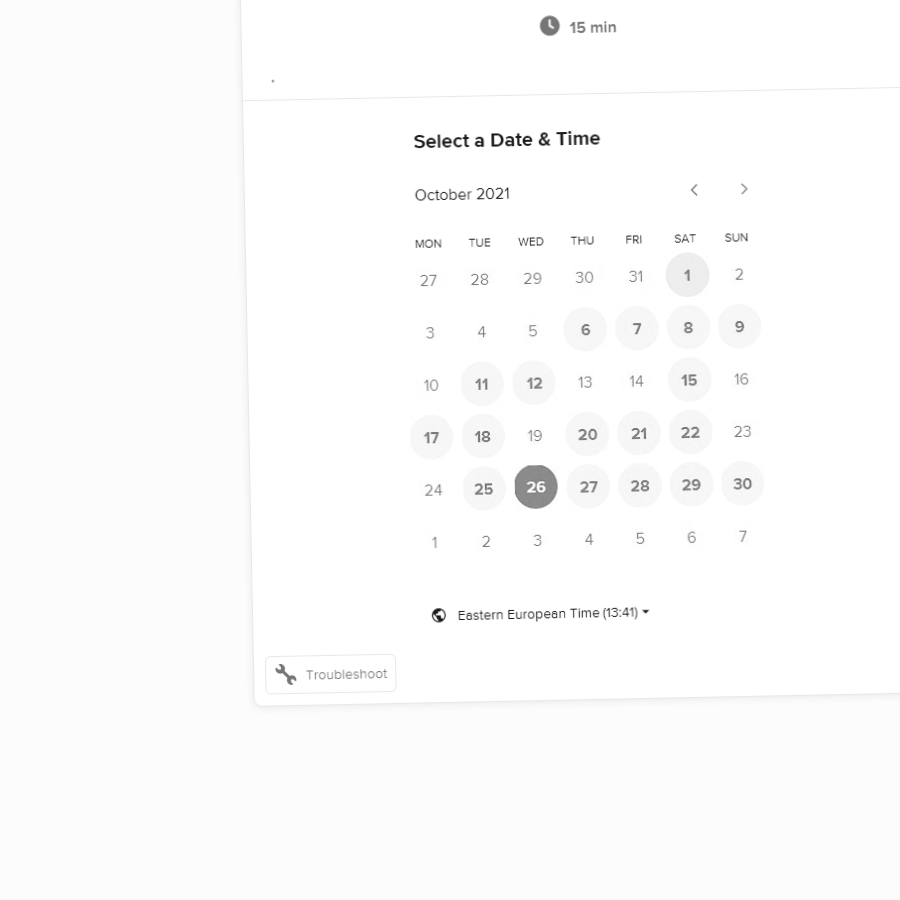 15 min
.
Select a Date & Time
October 2021
MON TUE WED THU FRI SAT SUN
27 28 29 30 31 1 2
3 4 5 6 7 8 9
10 11 12 13 14 15 16
17 18 19 20 21 22 23
24 25 26 27 28 29 30
1 2 3 4 5 6 7
Eastern European Time (13:41)
Troubleshoot